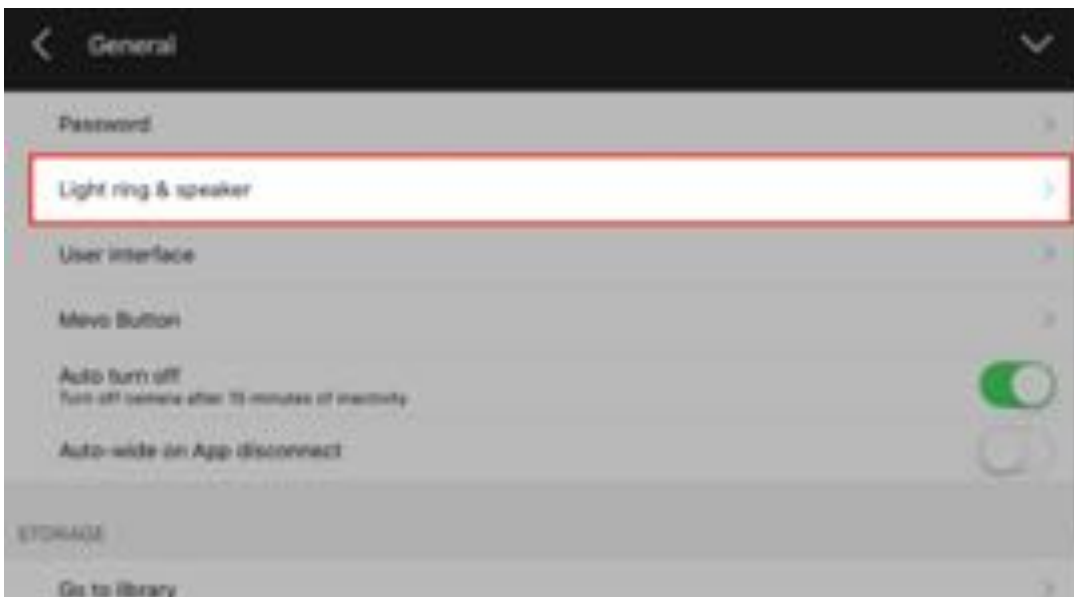 General
Password
Light ring & speaker
User interface
Mevo Button
Auto turn off
Turn off camera after 15 minutes of inactivity
Auto-wide on App disconnect
STORAGE
Go to library